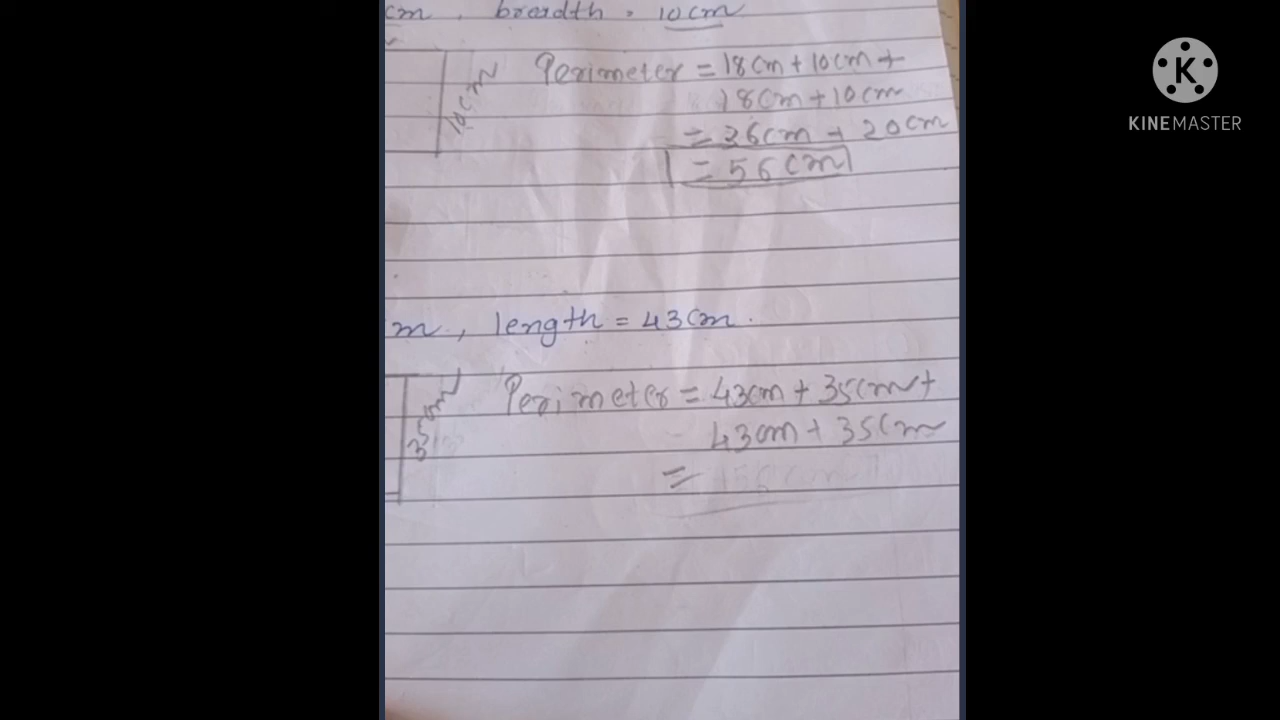 cm, breadth = 10cm
10cm
Perimeter = 18cm + 10cm +
18cm + 10cm
= 36cm + 20cm
= 56cm
m, length = 43cm.
35cm
Perimeter = 43cm + 35cm +
43cm + 35cm
=
K
KINEMASTER